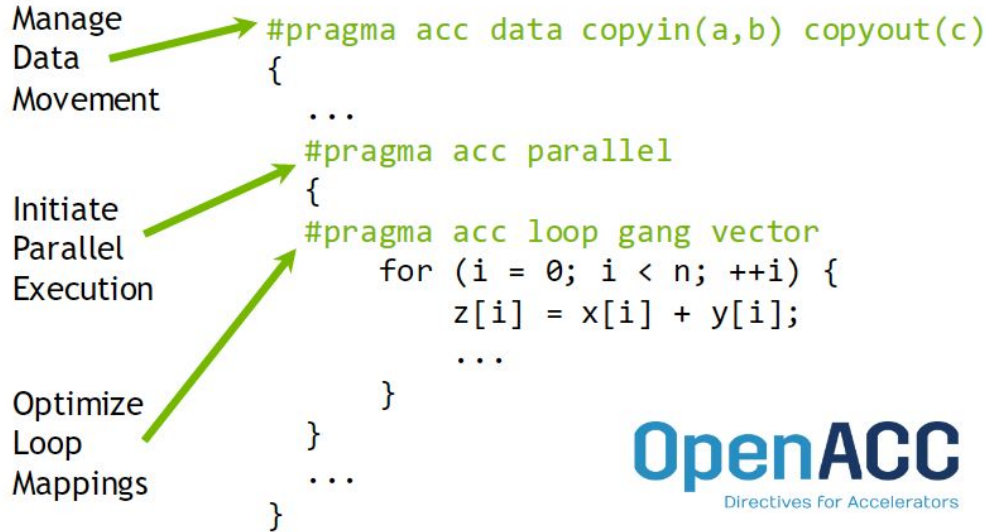 Manage
Data
Movement
#pragma acc data copyin(a,b) copyout(c)
{
...
#pragma acc parallel
{
Initiate
Parallel
Execution
#pragma acc loop gang vector
for (i = 0; i < n; ++i) {
z[i] = x[i] + y[i];
...
}
Optimize
Loop
Mappings
}
...
}
OpenACC
Directives for Accelerators